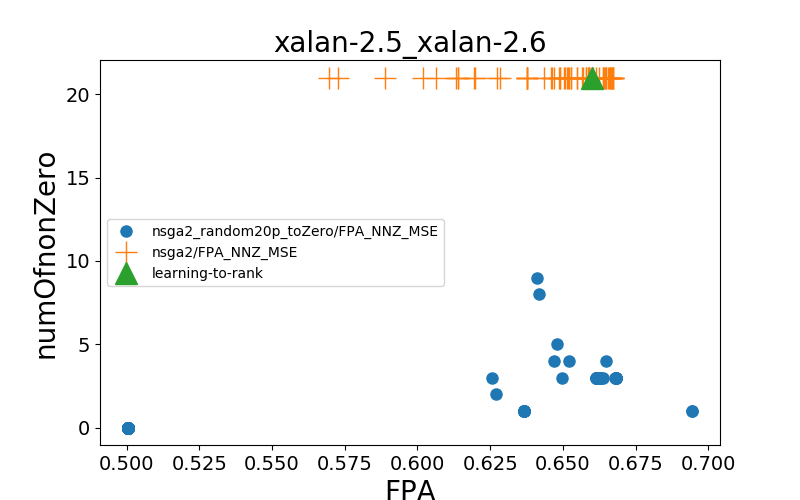 xalan-2.5_xalan-2.6
numOfnonZero
20
15
10
5
0
nsga2_random20p_toZero/FPA_NNZ_MSE
nsga2/FPA_NNZ_MSE
learning-to-rank
0.500 0.525 0.550 0.575 0.600 0.625 0.650 0.675 0.700
FPA